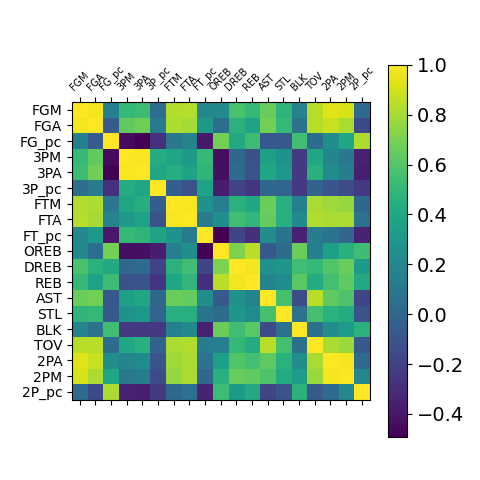 FGM FGA FG_pc 3PM 3PA 3P_pc FTM FTA FT_pc OREB DREB REB AST STL BLK TOV 2PA 2PM 2P_pc
FGM
FGA
FG_pc
3PM
3PA
3P_pc
FTM
FTA
FT_pc
OREB
DREB
REB
AST
STL
BLK
TOV
2PA
2PM
2P_pc
1.0
0.8
0.6
0.4
0.2
0.0
−0.2
−0.4